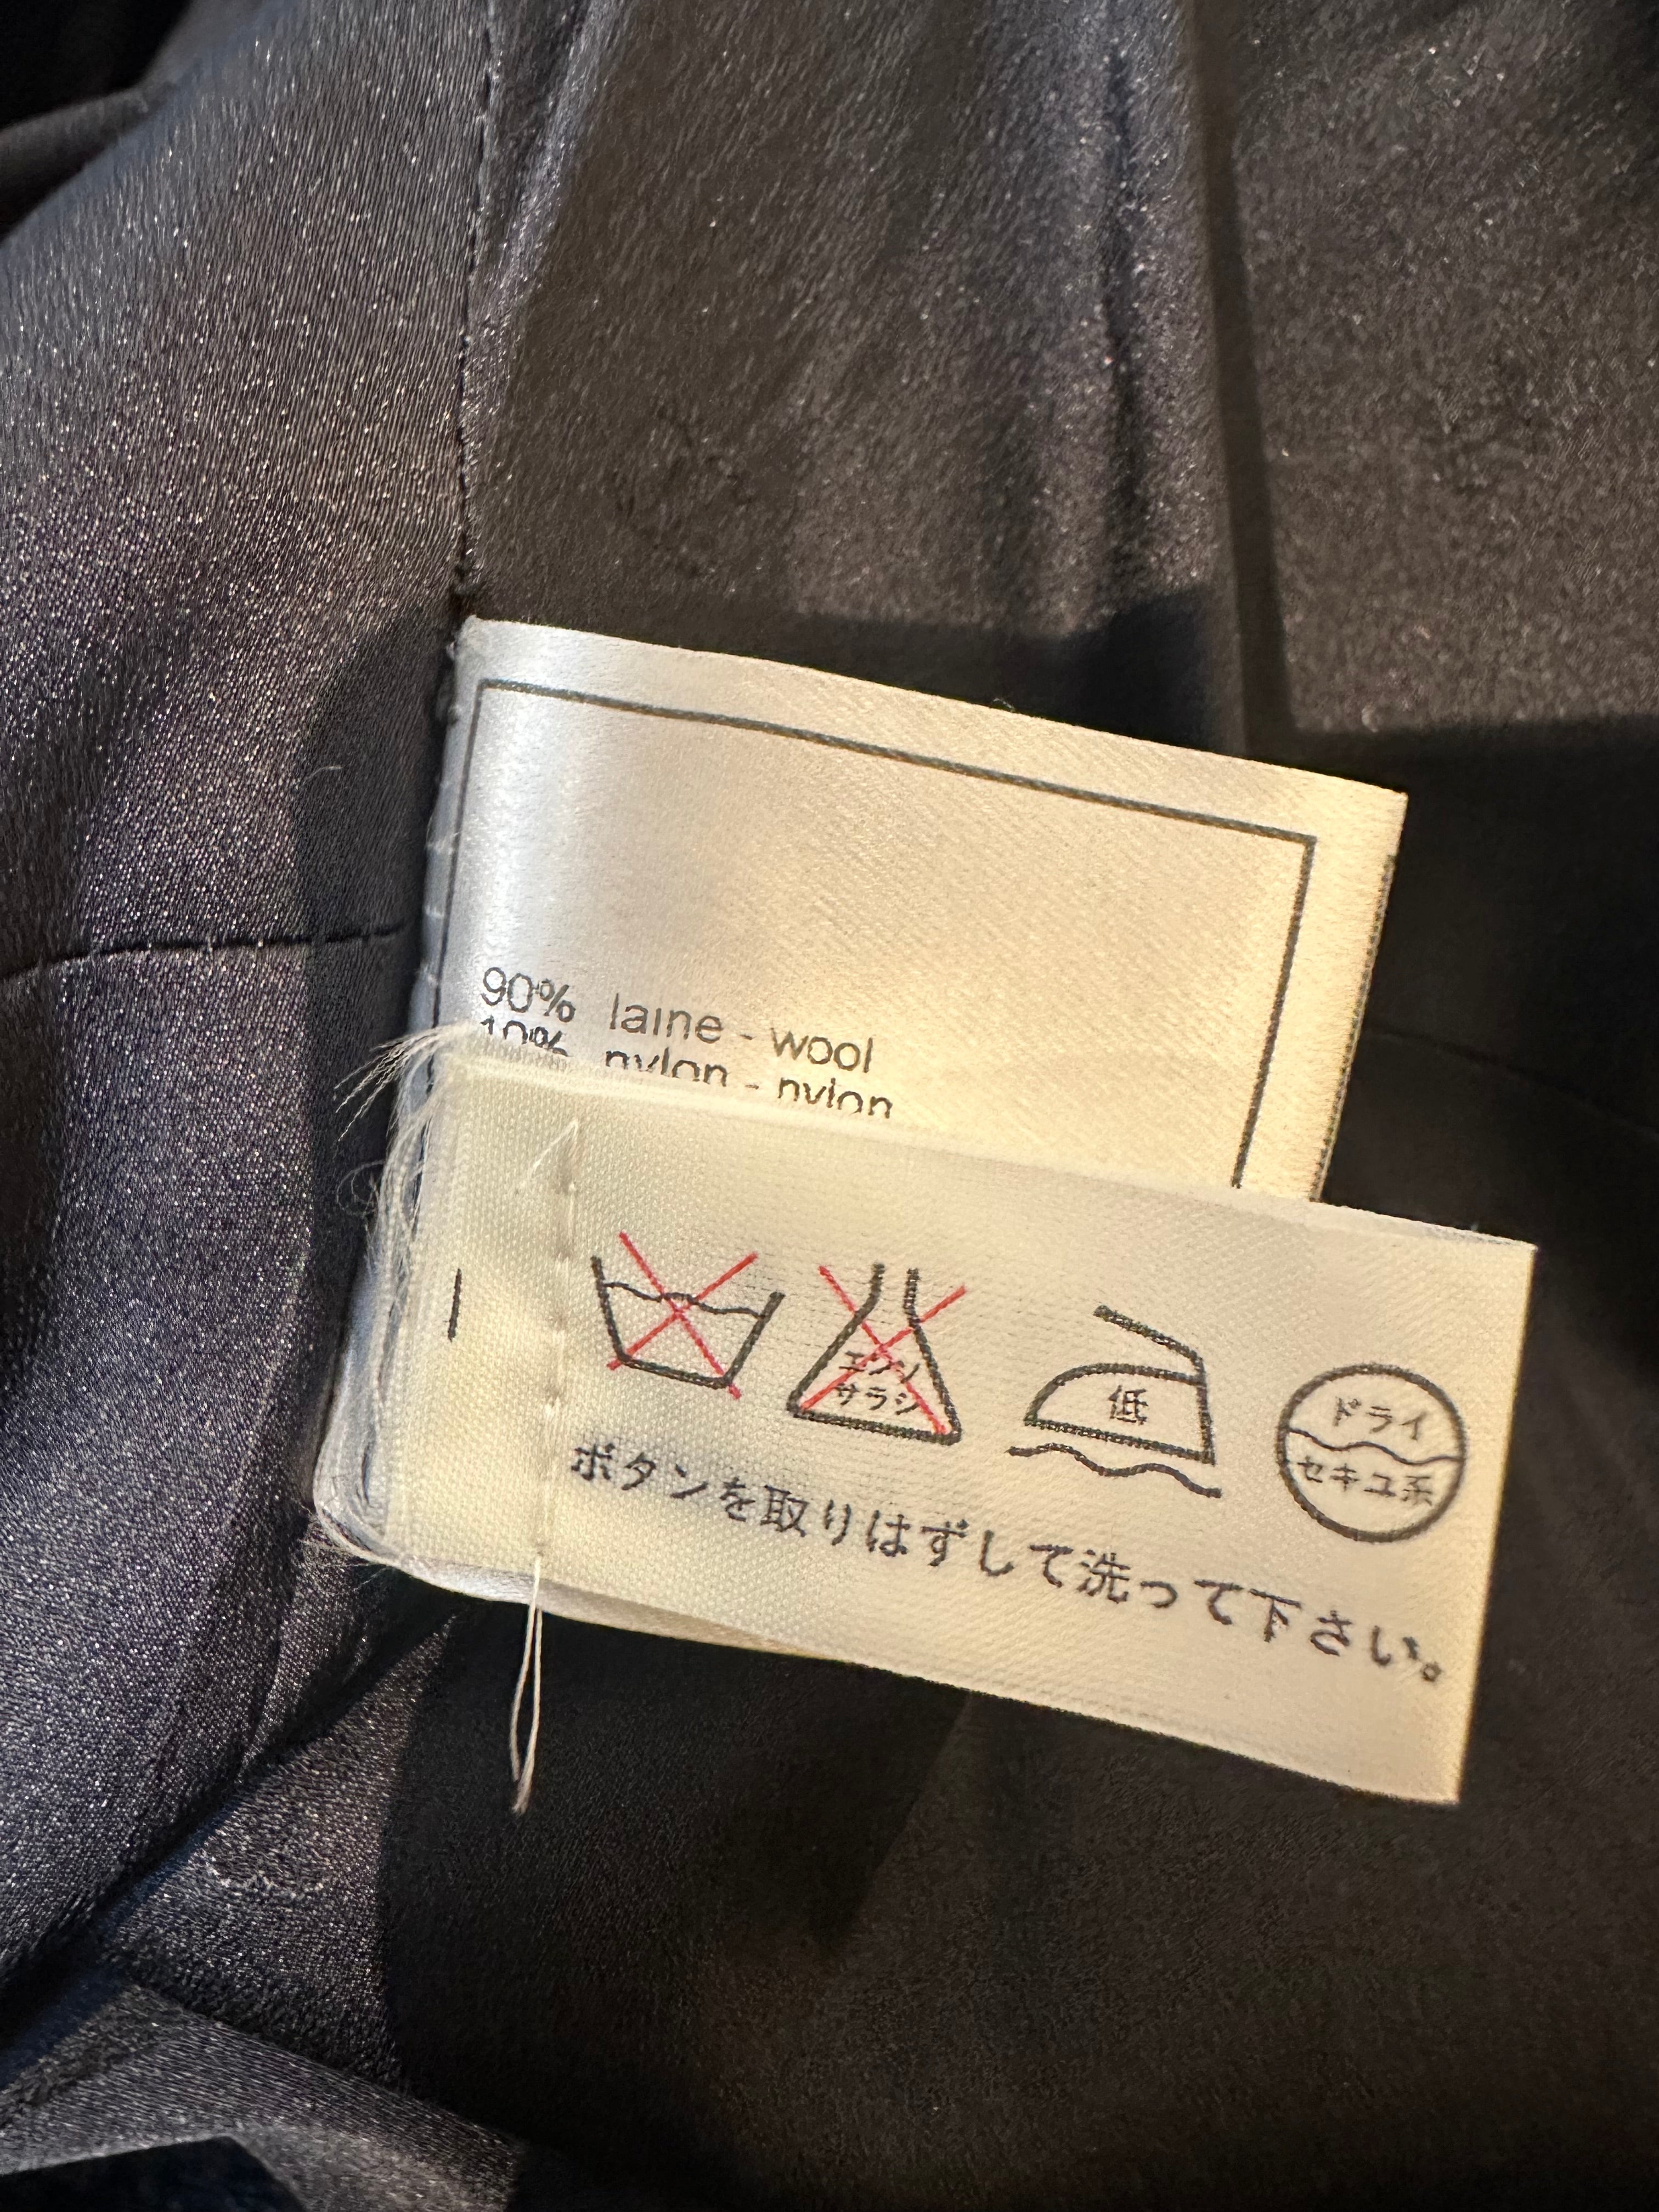 90% laine - wool
10% nylon - nylon
エンソ
サラシ
低
ドライ
セキユ系
ボタンを取りはずして洗って下さい。